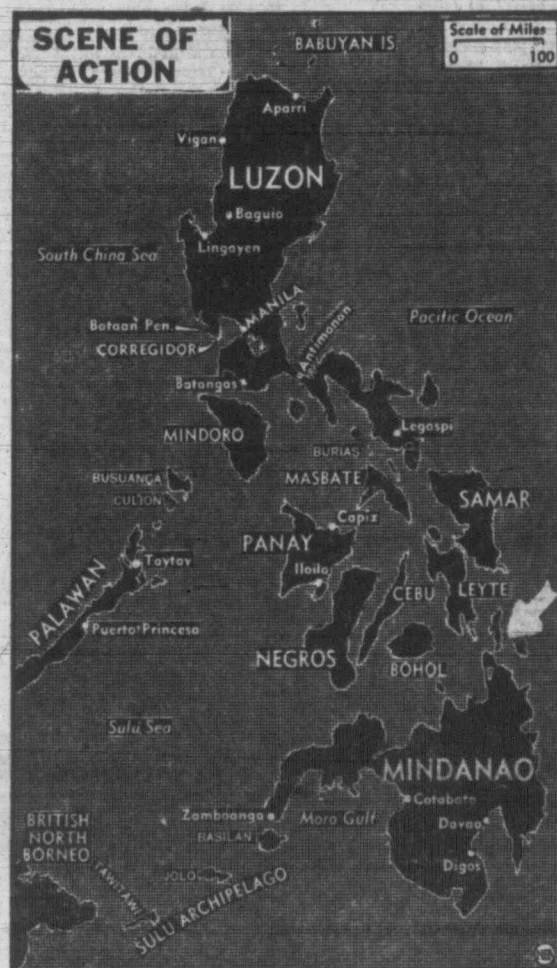 SCENE OF
ACTION
BABUYAN IS
Scale of Miles
0 100
Aparri
Vigan
LUZON
Baguio
Lingayen
South China Sea
MANILA
Bataan Pen.
CORREGIDOR
Antimonan
Pacific Ocean
Batangas
Legaspi
MINDORO
BURIAS
BUSUANGA
CULION
MASBATE
SAMAR
Capiz
PANAY
Iloilo
Taytay
PALAWAN
CEBU
LEYTE
Puerto Princesa
NEGROS
BOHOL
Sulu Sea
MINDANAO
Cotabato
Zamboanga
Moro Gulf
Davao
BASILAN
BRITISH
NORTH
BORNEO
Digos
JOLO
TAWITAWI
SULU ARCHIPELAGO